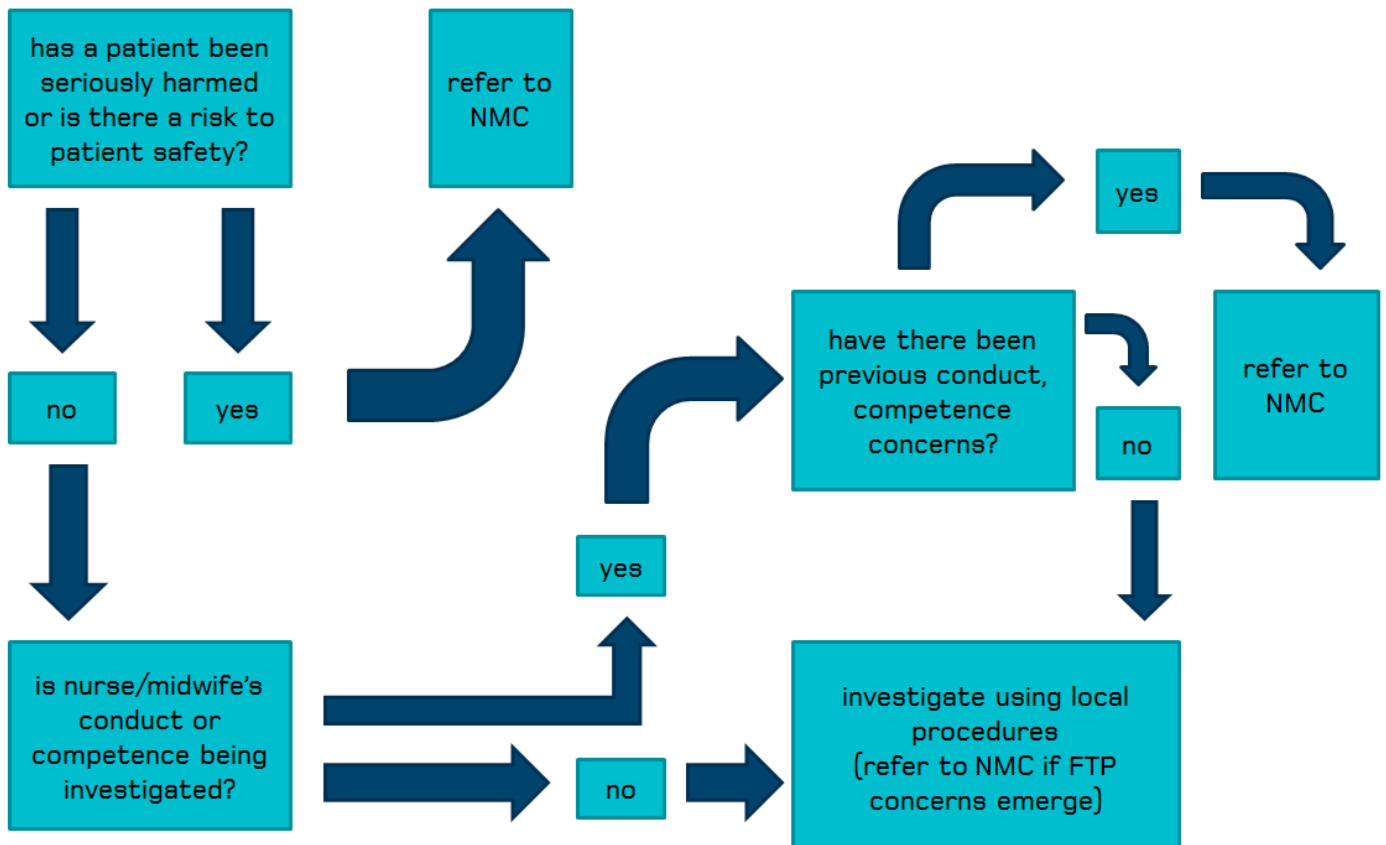 has a patient been
seriously harmed
or is there a risk to
patient safety?
refer to
NMC
no
yes
is nurse/midwife's
conduct or
competence being
investigated?
yes
no
have there been
previous conduct,
competence
concerns?
yes
no
refer to
NMC
investigate using local
procedures
(refer to NMC if FTP
concerns emerge)